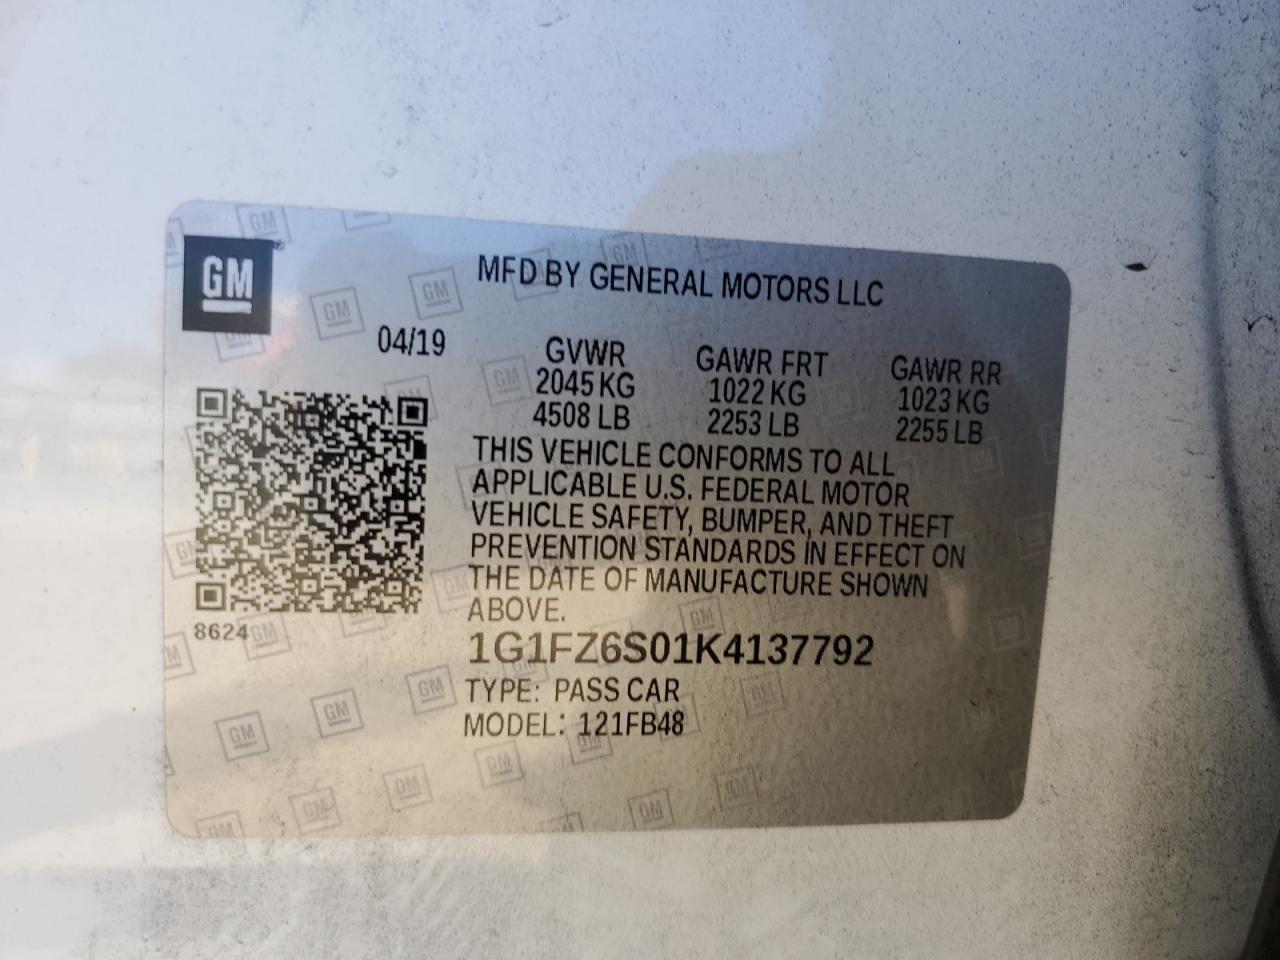 GM
MFD BY GENERAL MOTORS LLC
04/19
GVWR GAWR FRT GAWR RR
2045 KG 1022 KG 1023 KG
4508 LB 2253 LB 2255 LB
THIS VEHICLE CONFORMS TO ALL
APPLICABLE U.S. FEDERAL MOTOR
VEHICLE SAFETY, BUMPER, AND THEFT
PREVENTION STANDARDS IN EFFECT ON
THE DATE OF MANUFACTURE SHOWN
ABOVE.
8624
1G1FZ6S01K4137792
TYPE: PASS CAR
MODEL: 121FB48